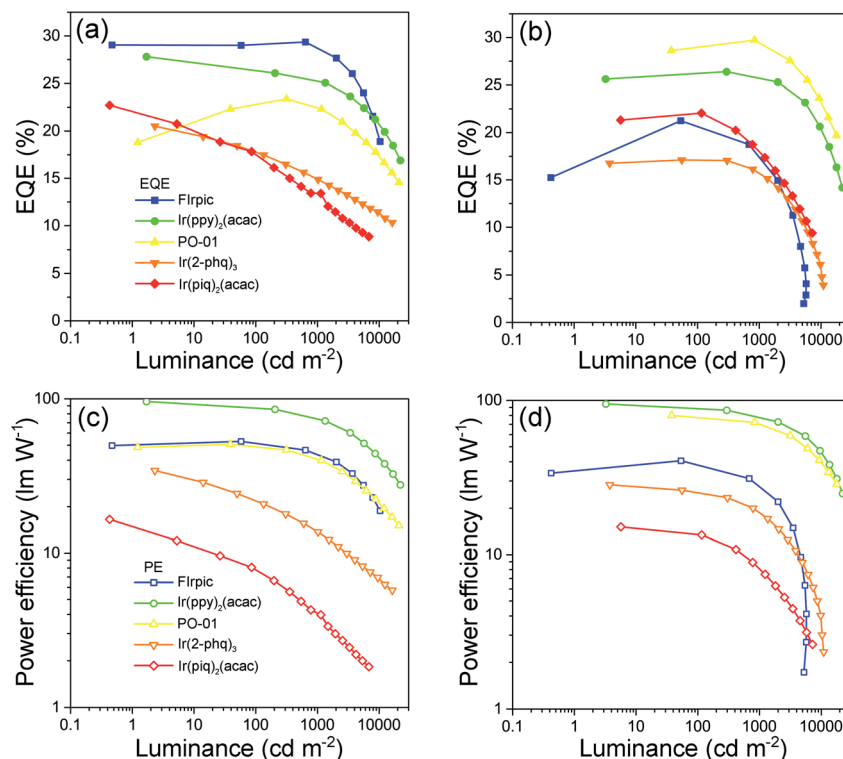 (a)
30
25
20
15
10
5
0
EQE (%)
EQE
FIrpic
Ir(ppy)₂(acac)
PO-01
Ir(2-phq)₃
Ir(piq)₂(acac)
0.1 1 10 100 1000 10000
Luminance (cd m⁻²)
(b)
30
25
20
15
10
5
0
EQE (%)
0.1 1 10 100 1000 10000
Luminance (cd m⁻²)
(c)
100
10
1
Power efficiency (lm W⁻¹)
PE
FIrpic
Ir(ppy)₂(acac)
PO-01
Ir(2-phq)₃
Ir(piq)₂(acac)
0.1 1 10 100 1000 10000
Luminance (cd m⁻²)
(d)
100
10
1
Power efficiency (lm W⁻¹)
0.1 1 10 100 1000 10000
Luminance (cd m⁻²)